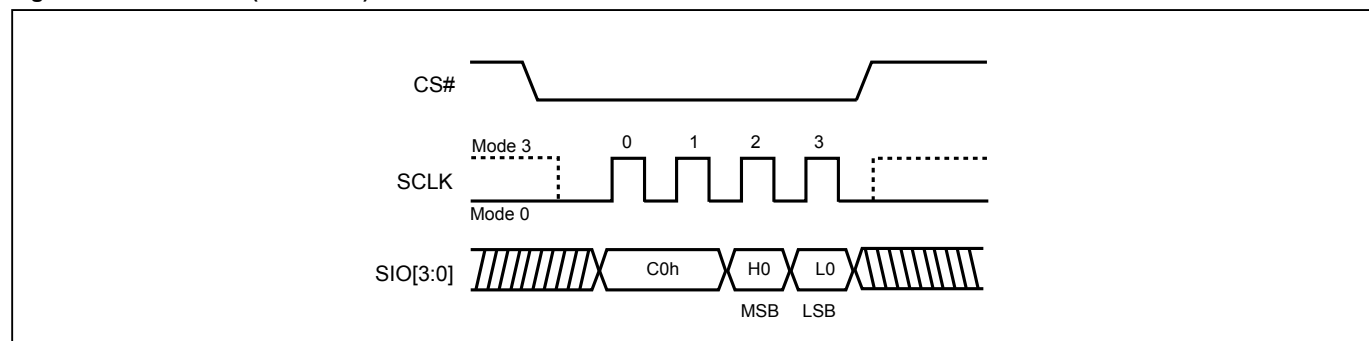 CS#
Mode 3 0 1 2 3
SCLK
Mode 0
SIO[3:0] C0h H0 L0
MSB LSB